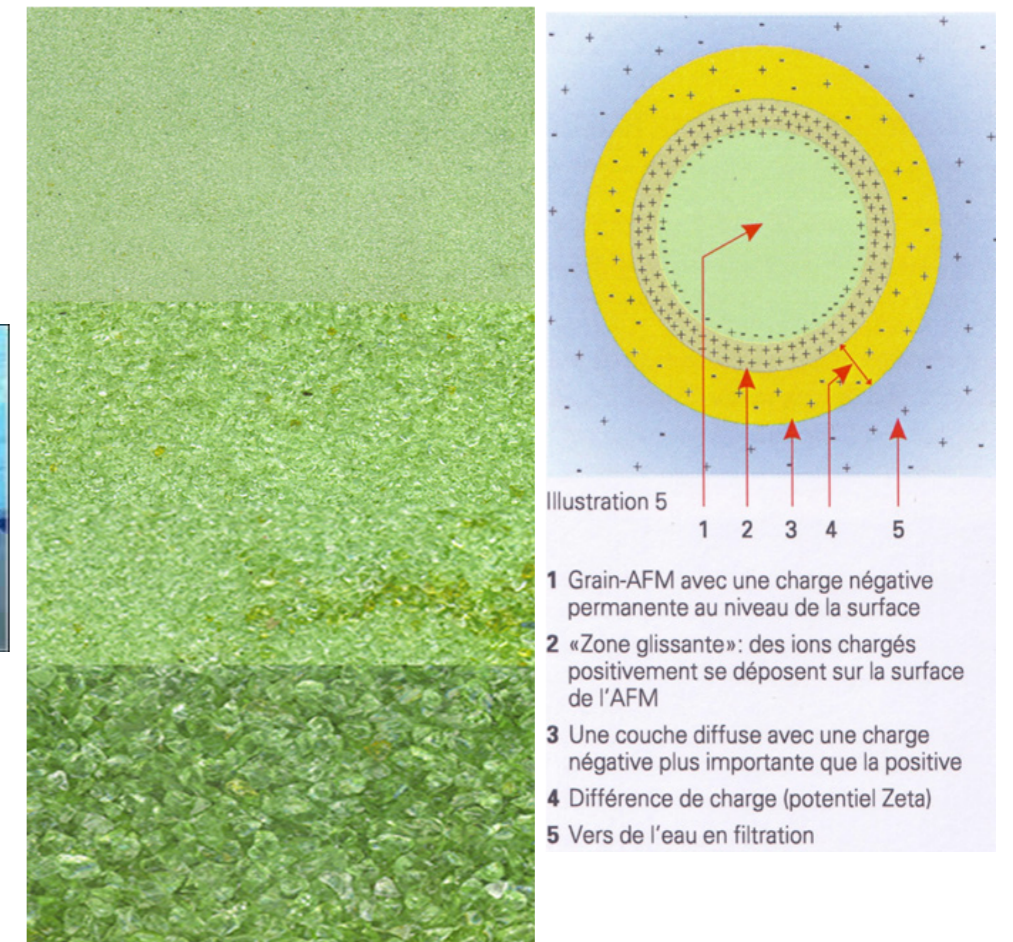 Illustration 5
1 2 3 4 5
1 Grain-AFM avec une charge négative
permanente au niveau de la surface
2 «Zone glissante»: des ions chargés
positivement se déposent sur la surface
de l'AFM
3 Une couche diffuse avec une charge
négative plus importante que la positive
4 Différence de charge (potentiel Zeta)
5 Vers de l'eau en filtration